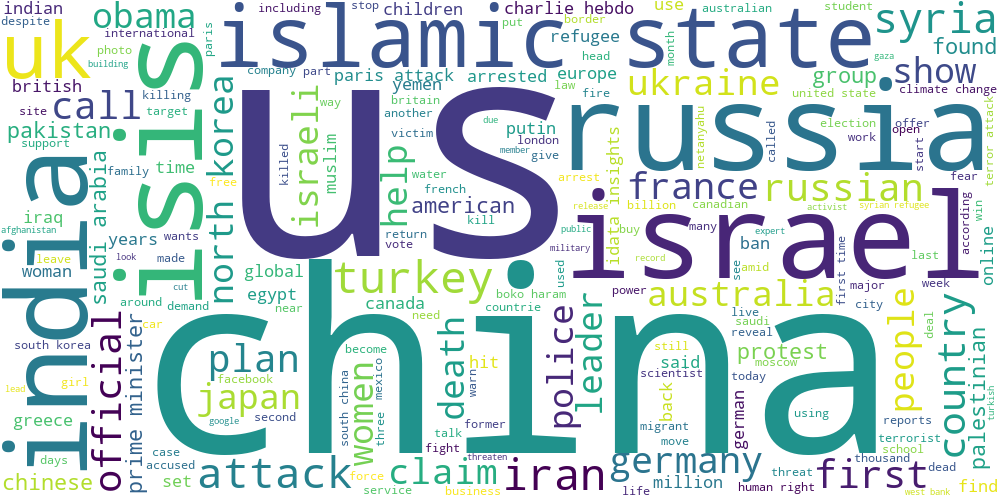 indian
despite
obama
including
stop
children
australian
charlie hebdo
use
border
student
syria
uk
international
photo
building
paris
islamic state
refugee
put
head
month
gaza
found
british
killing
isis
company
part
paris attack
arrested
europe
law
fire
ukraine
group
united state
show
climate change
terror attack
site
call
target
north korea
yemen
britain
another
victim
putin
london
give
due
member
us
russia
netanyahu
election
called
work
offer
open
start
pakistan
support
time
family
free
israeli
way
muslim
killed
help
water
french
kill
american
arrest
release
idata insights
france
billion
canadian
russian
activist
syrian refugee
fear
win
online
according
india
iraq
afghanistan
saudi arabia
years
wants
look
made
woman
leave
cut
return
vote
public
military
israel
buy
record
many
ban
see
expert
amid
first time
last
major
week
global
egypt
near
around
demand
car
south korea
turkey
canada
need
boko haram
countrie
used
power
australia
live
saudi
reveal
city
china
official
prime minister
plan
facebook
google
second
japan
become
south china
three
mexico
women
death
talk
fight
hit
warn
former
threaten
police
leader
said
still
scientist
back
migrant
move
protest
moscow
today
german
using
people
reports
terrorist
school
deal
country
palestinian
turkish
girl
lead
greece
days
chinese
case
accused
set
attack
force
service
claim
business
iran
life
germany
million
human right
threat
thousand
first
dead
west bank
find